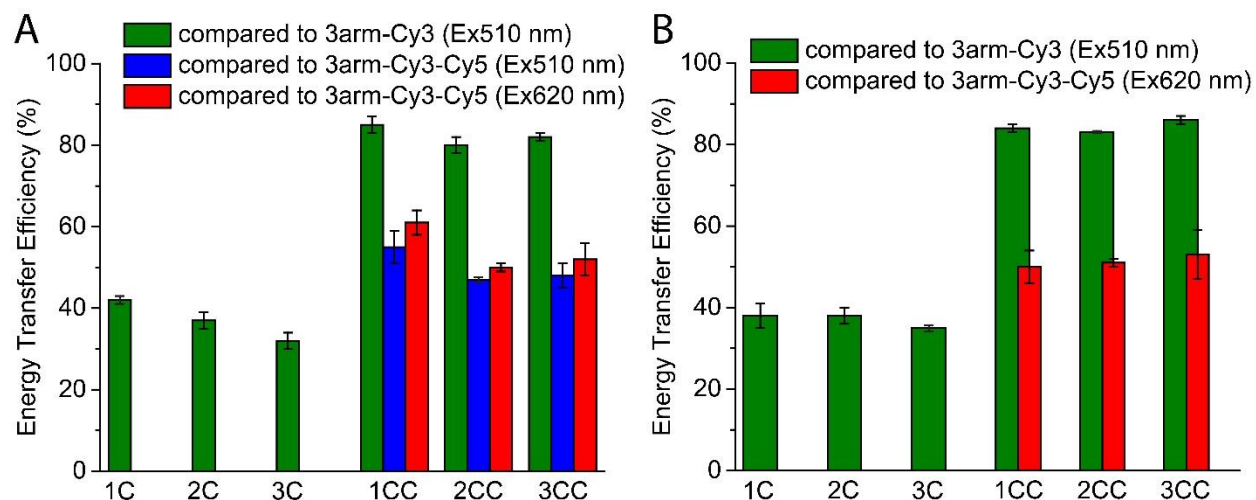 A
compared to 3arm-Cy3 (Ex510 nm)
compared to 3arm-Cy3-Cy5 (Ex510 nm)
compared to 3arm-Cy3-Cy5 (Ex620 nm)
Energy Transfer Efficiency (%)
100
80
60
40
20
0
1C 2C 3C 1CC 2CC 3CC
B
compared to 3arm-Cy3 (Ex510 nm)
compared to 3arm-Cy3-Cy5 (Ex620 nm)
Energy Transfer Efficiency (%)
100
80
60
40
20
0
1C 2C 3C 1CC 2CC 3CC